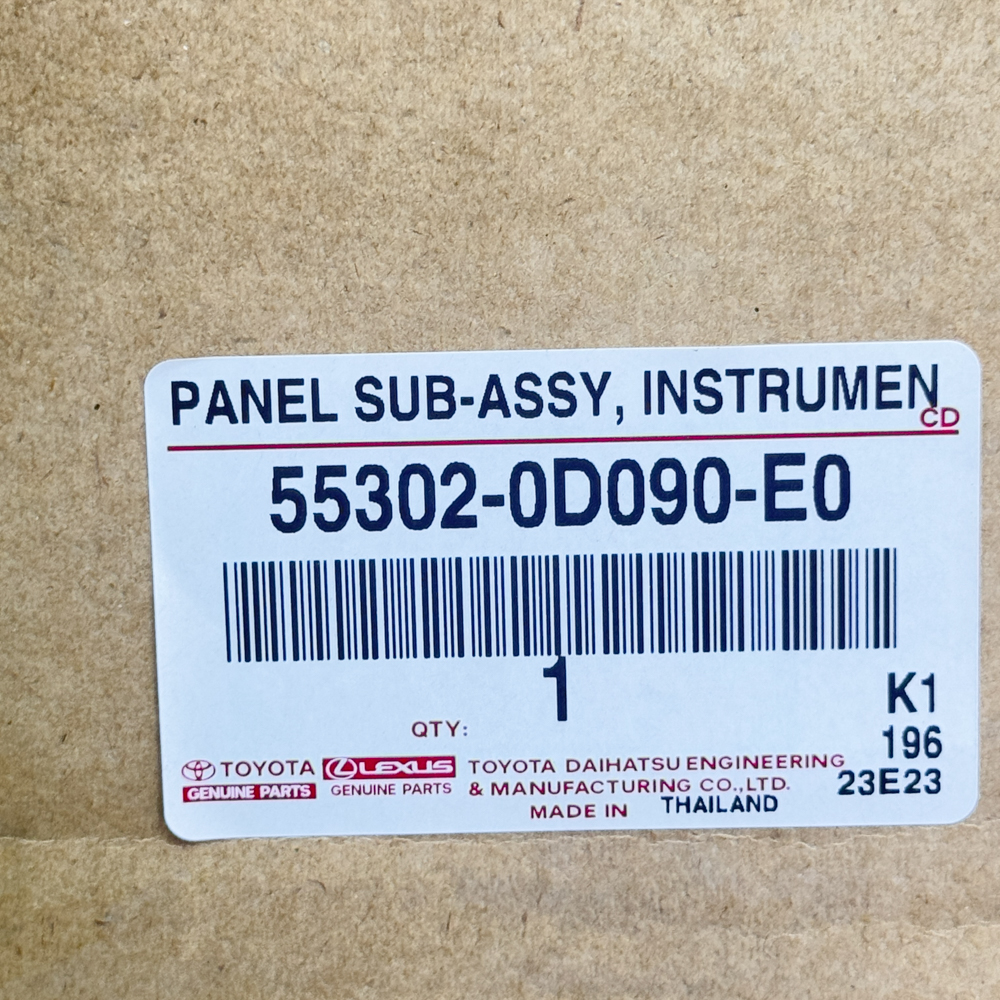 PANEL SUB-ASSY, INSTRUMEN
CD
55302-0D090-E0
1
QTY:
K1
196
23E23
TOYOTA
GENUINE PARTS
LEXUS
GENUINE PARTS
TOYOTA DAIHATSU ENGINEERING
& MANUFACTURING CO.,LTD.
MADE IN THAILAND